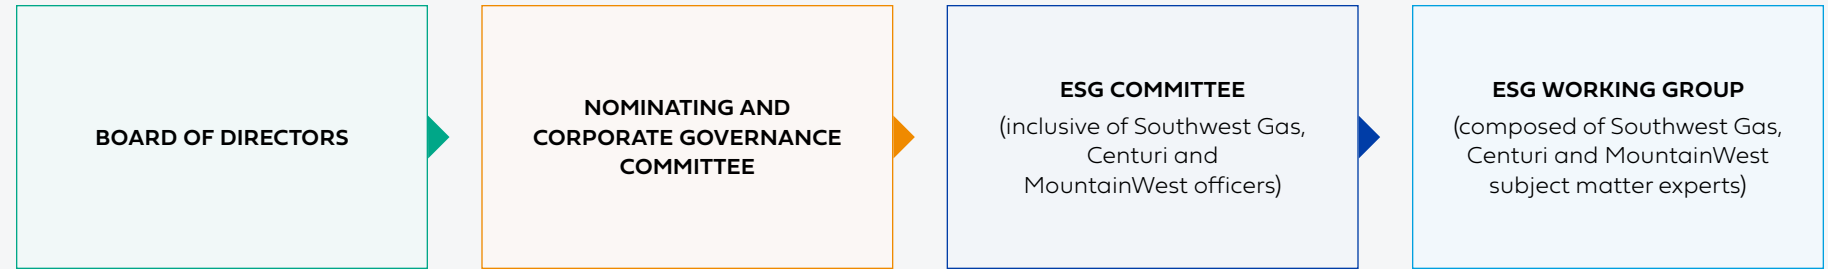 BOARD OF DIRECTORS
NOMINATING AND
CORPORATE GOVERNANCE
COMMITTEE
ESG COMMITTEE
(inclusive of Southwest Gas,
Centuri and
MountainWest officers)
ESG WORKING GROUP
(composed of Southwest Gas,
Centuri and MountainWest
subject matter experts)